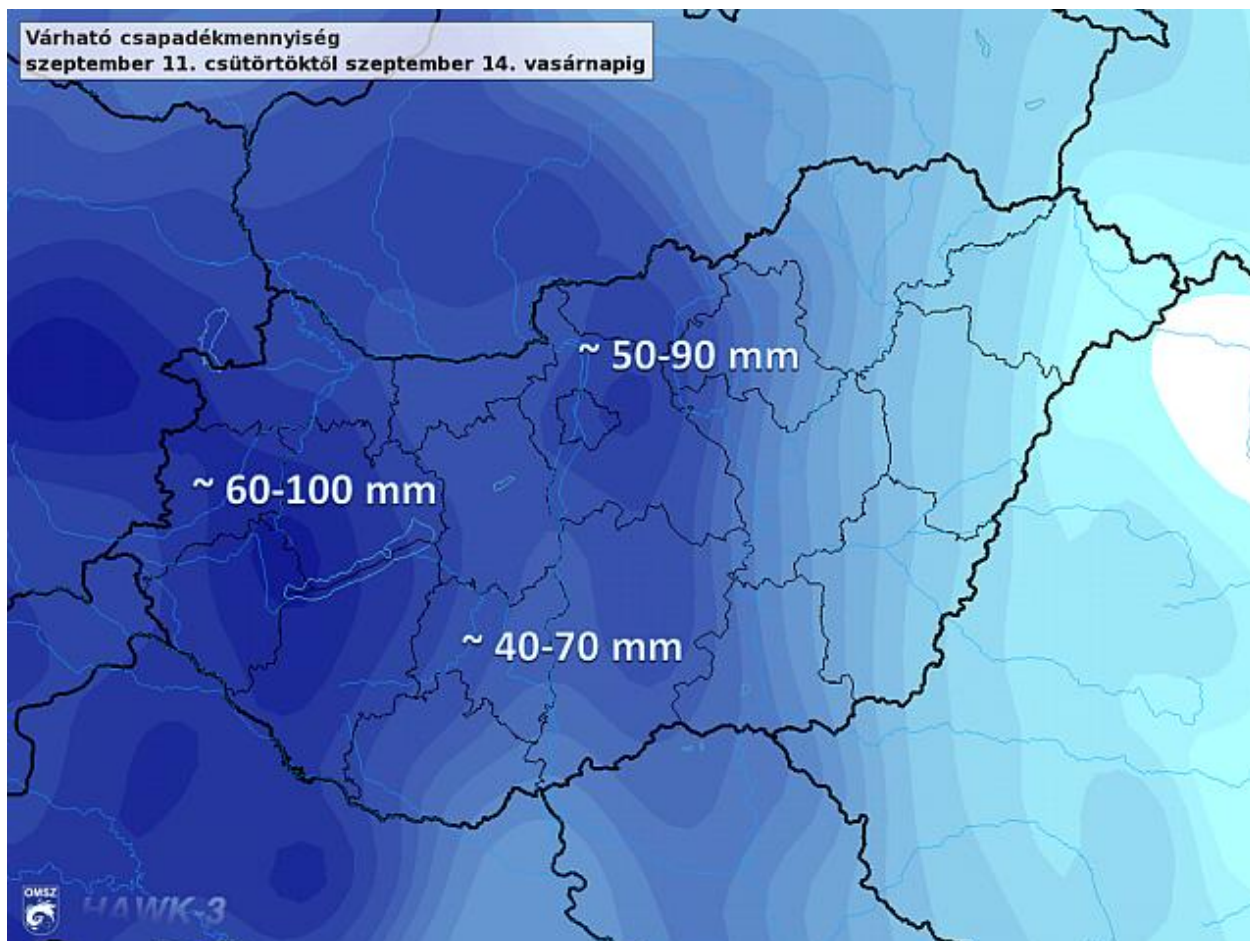 Várható csapadékmennyiség
szeptember 11. csütörtöktől szeptember 14. vasárnapig
~ 50-90 mm
~ 60-100 mm
~ 40-70 mm
OMSZ
HAWK-3